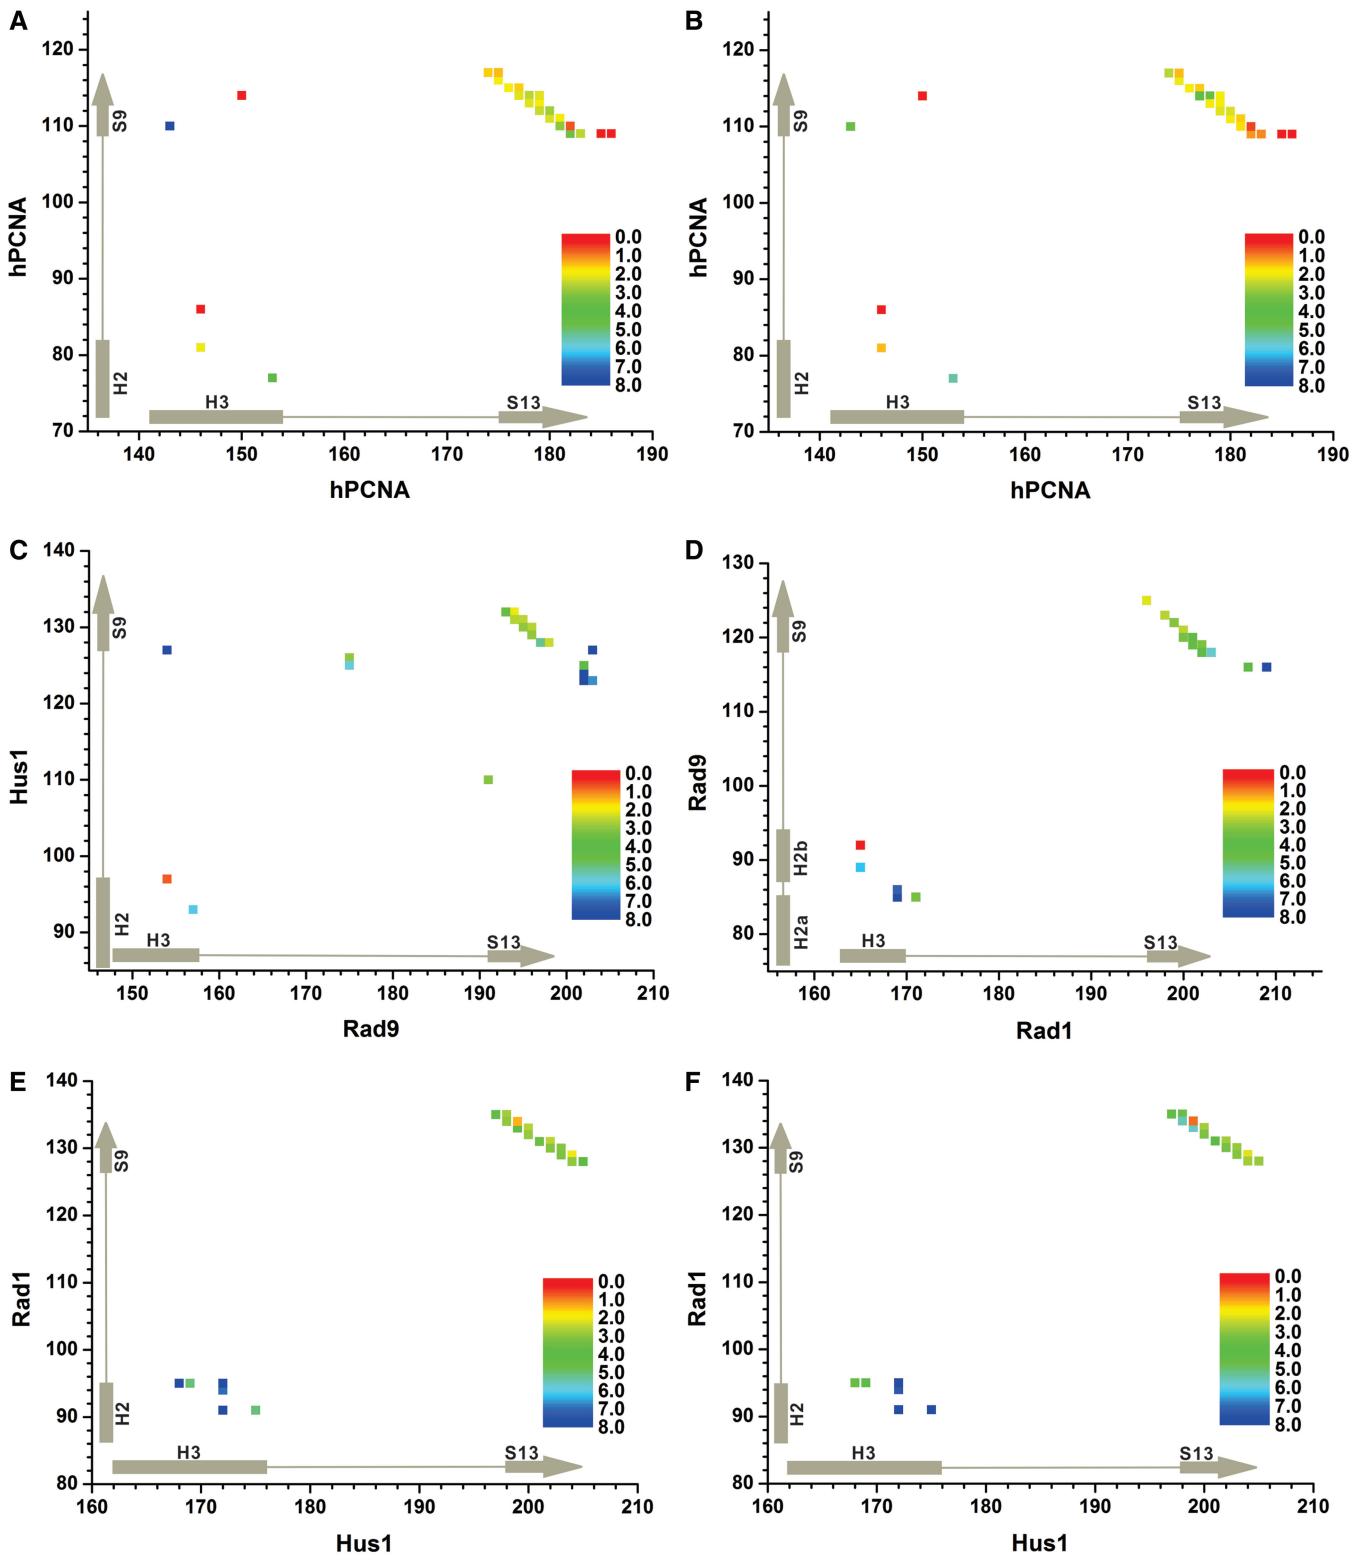 A
120
110
100
90
80
70
hPCNA
S9
H2
H3
S13
0.0
1.0
2.0
3.0
4.0
5.0
6.0
7.0
8.0
140 150 160 170 180 190
hPCNA
B
120
110
100
90
80
70
hPCNA
S9
H2
H3
S13
0.0
1.0
2.0
3.0
4.0
5.0
6.0
7.0
8.0
140 150 160 170 180 190
hPCNA
C
140
130
120
110
100
90
Hus1
S9
H2
H3
S13
0.0
1.0
2.0
3.0
4.0
5.0
6.0
7.0
8.0
150 160 170 180 190 200 210
Rad9
D
130
120
110
100
90
80
Rad9
S9
H2b
H2a
H3
S13
0.0
1.0
2.0
3.0
4.0
5.0
6.0
7.0
8.0
160 170 180 190 200 210
Rad1
E
140
130
120
110
100
90
80
Rad1
S9
H2
H3
S13
0.0
1.0
2.0
3.0
4.0
5.0
6.0
7.0
8.0
160 170 180 190 200 210
Hus1
F
140
130
120
110
100
90
80
Rad1
S9
H2
H3
S13
0.0
1.0
2.0
3.0
4.0
5.0
6.0
7.0
8.0
160 170 180 190 200 210
Hus1